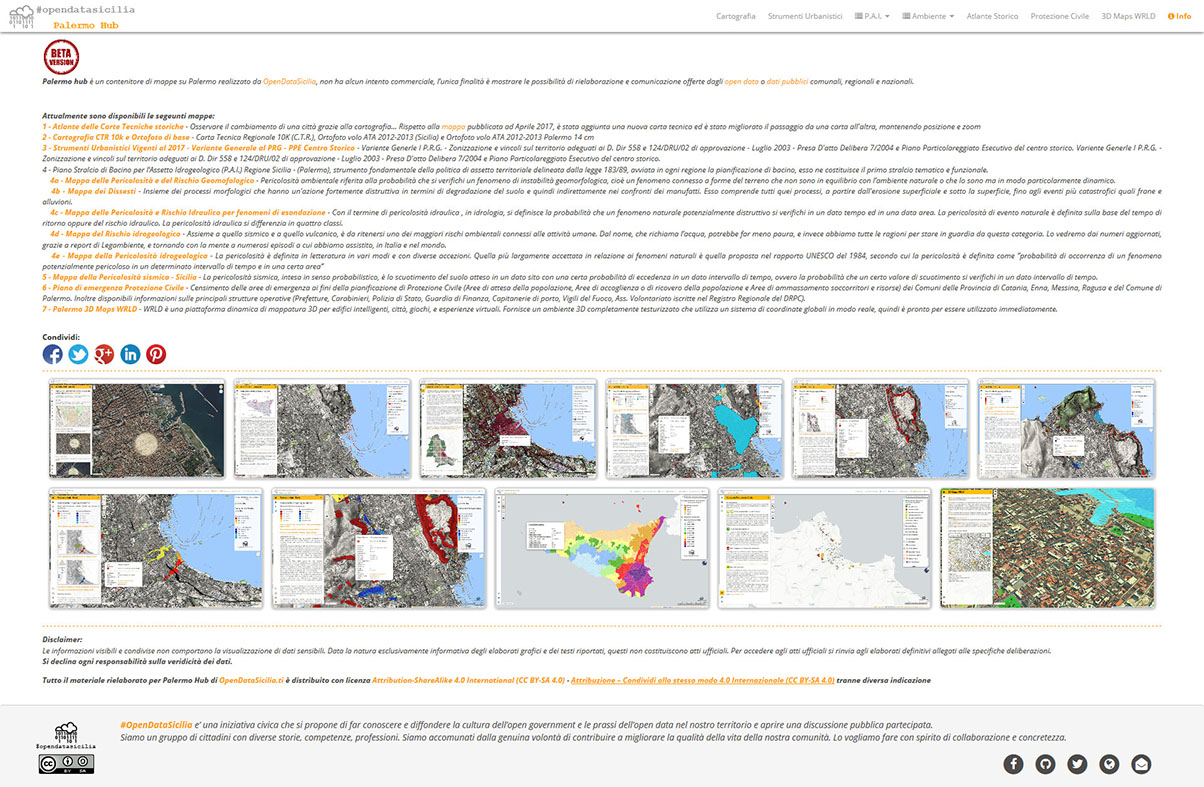 #opendatasicilia
Palermo Hub
Cartografia Strumenti Urbanistici P.A.I. Ambiente Atlante Storico Protezione Civile 3D Maps WRLD Info
BETA VERSION
Palermo hub è un contenitore di mappe su Palermo realizzato da OpenDataSicilia, non ha alcun intento commerciale, l'unica finalità è mostrare le possibilità di rielaborazione e comunicazione offerte dagli open data o dati pubblici comunali, regionali e nazionali.
Attualmente sono disponibili le segeunti mappe:
1 - Atlante delle Carte Tecniche storiche - Osservare il cambiamento di una città grazie alla cartografia... Rispetto alla mappa pubblicata ad Aprile 2017, è stata aggiunta una nuova carta tecnica ed è stato migliorato il passaggio da una carta all'altra, mantenendo posizione e zoom
2 - Cartografia CTR 10k e Ortofoto di base - Carta Tecnica Regionale 10K (C.T.R.), Ortofoto volo ATA 2012-2013 (Sicilia) e Ortofoto volo ATA 2012-2013 Palermo 14 cm
3 - Strumenti Urbanistici Vigenti al 2017 - Variante Generale al PRG - PPE Centro Storico - Variente Generle I P.R.G. - Zonizzazione e vincoli sul territorio adeguati ai D. Dir 558 e 124/DRU/02 di approvazione - Luglio 2003 - Presa D'atto Delibera 7/2004 e Piano Particolareggiato Esecutivo del centro storico. Variente Generle I P.R.G. -
Zonizzazione e vincoli sul territorio adeguati ai D. Dir 558 e 124/DRU/02 di approvazione - Luglio 2003 - Presa D'atto Delibera 7/2004 e Piano Particolareggiato Esecutivo del centro storico.
4 - Piano Stralcio di Bacino per l'Assetto Idrogeologico (P.A.I.) Regione Sicilia - (Palermo), strumento fondamentale della politica di assetto territoriale delineata dalla legge 183/89, avviata in ogni regione la pianificazione di bacino, esso ne costituisce il primo stralcio tematico e funzionale.
4a - Mappa delle Pericolosità e del Rischio Geomofologico - Pericolosità ambientale riferita alla probabilità che si verifichi un fenomeno di instabilità geomorfologica, cioè un fenomeno connesso a forme del terreno che non sono in equilibrio con l'ambiente naturale o che lo sono ma in modo particolarmente dinamico.
4b - Mappa dei Dissesti - Insieme dei processi morfologici che hanno un'azione fortemente distruttiva in termini di degradazione del suolo e quindi indirettamente nei confronti dei manufatti. Esso comprende tutti quei processi, a partire dall'erosione superficiale e sotto la superficie, fino agli eventi più catastrofici quali frane e
alluvioni.
4c - Mappa delle Pericolosità e Rischio Idraulico per fenomeni di esondazione - Con il termine di pericolosità idraulica , in idrologia, si definisce la probabilità che un fenomeno naturale potenzialmente distruttivo si verifichi in un dato tempo ed in una data area. La pericolosità di evento naturale è definita sulla base del tempo di
ritorno oppure del rischio idraulico. La pericolosità idraulica si differenzia in quattro classi.
4d - Mappa del Rischio idrogeologico - Assieme a quello sismico e a quello vulcanico, è da ritenersi uno dei maggiori rischi ambientali connessi alle attività umane. Dal nome, che richiama l'acqua, potrebbe far meno paura, e invece abbiamo tutte le ragioni per stare in guardia da questa categoria. Lo vedremo dai numeri aggiornati,
grazie a report di Legambiente, e tornando con la mente a numerosi episodi a cui abbiamo assistito, in Italia e nel mondo.
4e - Mappa della Pericolosità idrogeologica - La pericolosità è definita in letteratura in vari modi e con diverse accezioni. Quella più largamente accettata in relazione ai fenomeni naturali è quella proposta nel rapporto UNESCO del 1984, secondo cui la pericolosità è definita come "probabilità di occorrenza di un fenomeno
potenzialmente pericoloso in un determinato intervallo di tempo e in una certa area"
5 - Mappa della Pericolosità sismica - Sicilia - La pericolosità sismica, intesa in senso probabilistico, è lo scuotimento del suolo atteso in un dato sito con una certa probabilità di eccedenza in un dato intervallo di tempo, ovvero la probabilità che un certo valore di scuotimento si verifichi in un dato intervallo di tempo.
6 - Piano di emergenza Protezione Civile - Censimento delle aree di emergenza ai fini della pianificazione di Protezione Civile (Aree di attesa della popolazione, Aree di accoglienza o di ricovero della popolazione e Aree di ammassamento soccorritori e risorse) dei Comuni delle Provincia di Catania, Enna, Messina, Ragusa e del Comune di
Palermo. Inoltre disponibili informazioni sulle principali strutture operative (Prefetture, Carabinieri, Polizia di Stato, Guardia di Finanza, Capitanerie di porto, Vigili del Fuoco, Ass. Volontariato iscritte nel Registro Regionale del DRPC).
7 - Palermo 3D Maps WRLD - WRLD è una piattaforma dinamica di mappatura 3D per edifici intelligenti, città, giochi, e esperienze virtuali. Fornisce un ambiente 3D completamente testurizzato che utilizza un sistema di coordinate globali in modo reale, quindi è pronto per essere utilizzato immediatamente.
Condividi:
Disclaimer:
Le informazioni visibili e condivise non comportano la visualizzazione di dati sensibili. Data la natura esclusivamente informativa degli elaborati grafici e dei testi riportati, questi non costituiscono atti ufficiali. Per accedere agli atti ufficiali si rinvia agli elaborati definitivi allegati alle specifiche deliberazioni.
Si declina ogni responsabilità sulla veridicità dei dati.
Tutto il materiale rielaborato per Palermo Hub di OpenDataSicilia.ti è distribuito con licenza Attribution-ShareAlike 4.0 International (CC BY-SA 4.0) - Attribuzione – Condividi allo stesso modo 4.0 Internazionale (CC BY-SA 4.0) tranne diversa indicazione
#OpenDataSicilia e' una iniziativa civica che si propone di far conoscere e diffondere la cultura dell'open government e le prassi dell'open data nel nostro territorio e aprire una discussione pubblica partecipata.
Siamo un gruppo di cittadini con diverse storie, competenze, professioni. Siamo accomunati dalla genuina volontà di contribuire a migliorare la qualità della vita della nostra comunità. Lo vogliamo fare con spirito di collaborazione e concretezza.
#opendatasicilia
CC BY SA